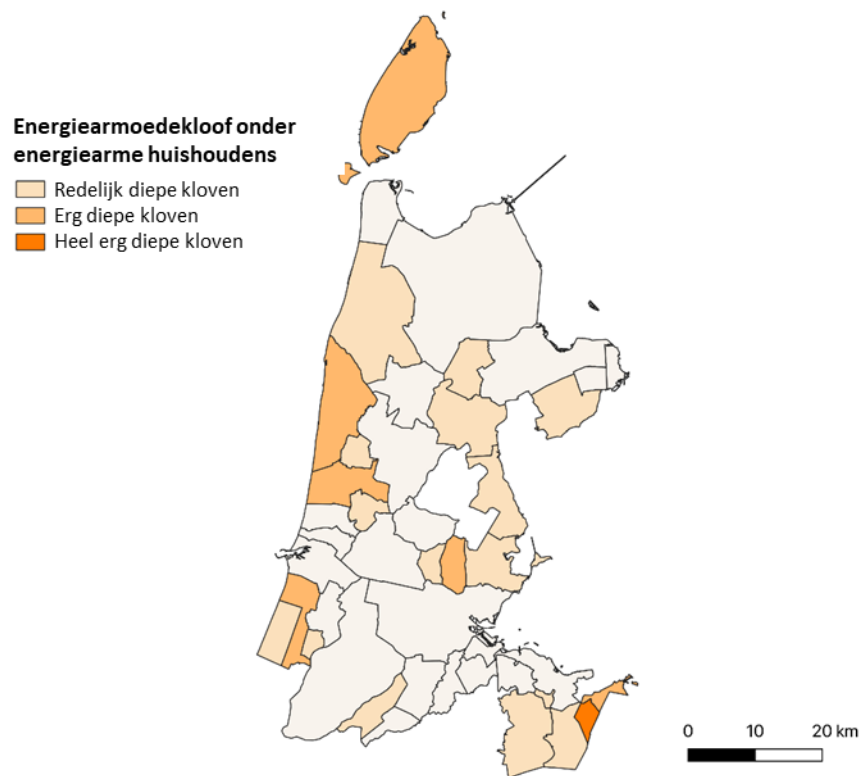 Energiearmoedekloof onder
energiearme huishoudens
Redelijk diepe kloven
Erg diepe kloven
Heel erg diepe kloven
0 10 20 km